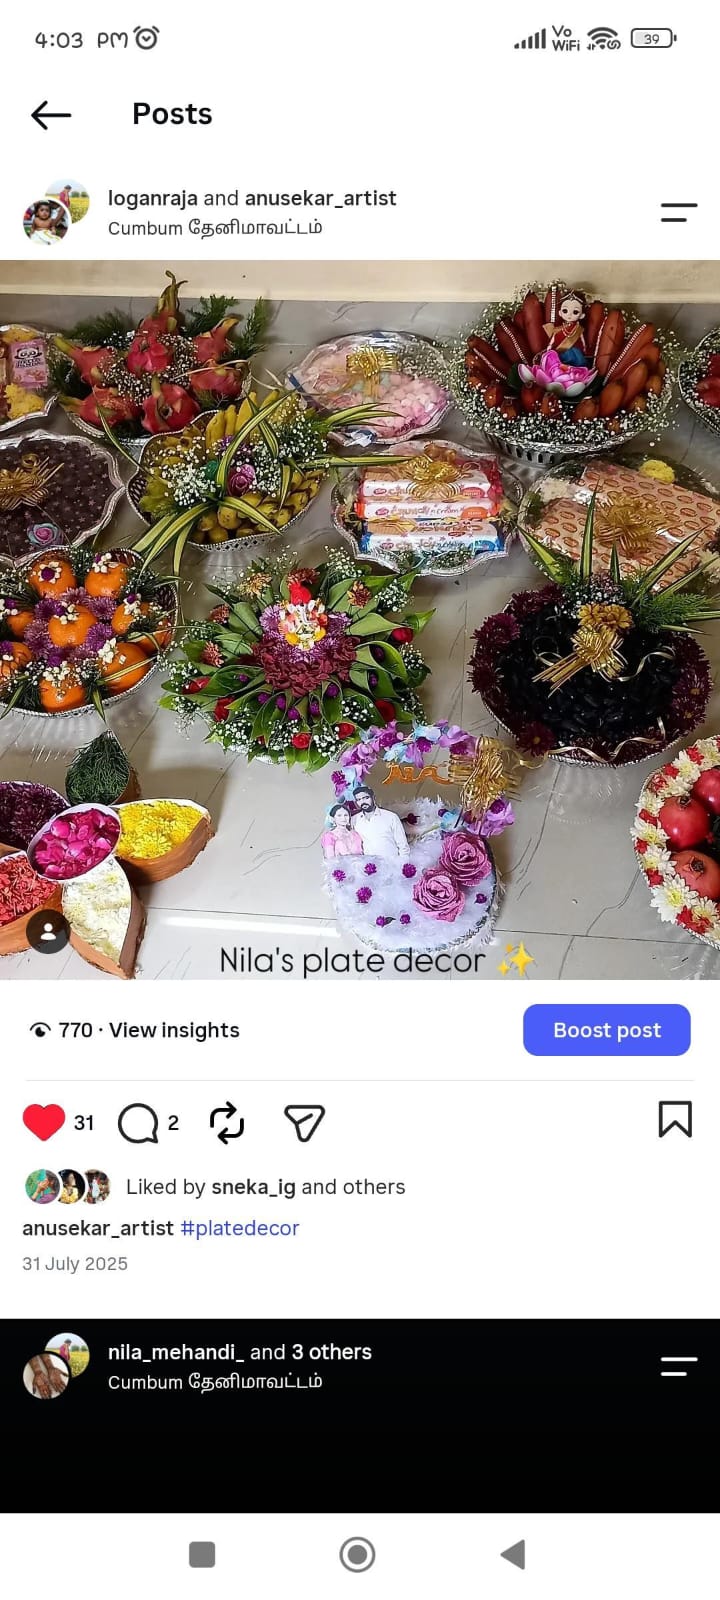 4:03 PM
Vo
WiFi
39
Posts
loganraja and anusekar_artist
Cumbum தேனிமாவட்டம்
Nila's plate decor ✨
770 · View insights
Boost post
31
2
Liked by sneka_ig and others
anusekar_artist #platedecor
31 July 2025
nila_mehandi_ and 3 others
Cumbum தேனிமாவட்டம்